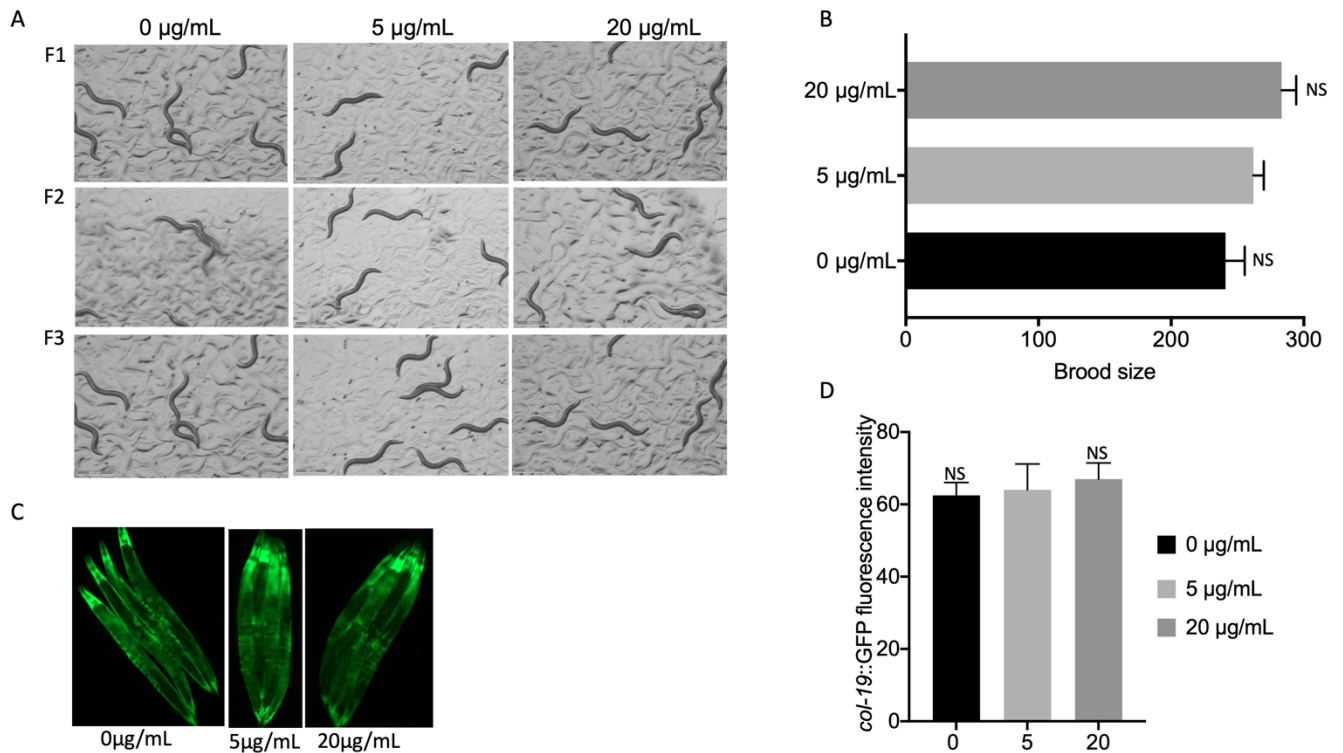 A
0 µg/mL
5 µg/mL
20 µg/mL
F1
F2
F3
B
20 µg/mL
NS
5 µg/mL
0 µg/mL
NS
0
100
200
300
Brood size
C
0µg/mL
5µg/mL
20µg/mL
D
col-19::GFP fluorescence intensity
80
60
40
20
0
NS
NS
0
5
20
0 µg/mL
5 µg/mL
20 µg/mL